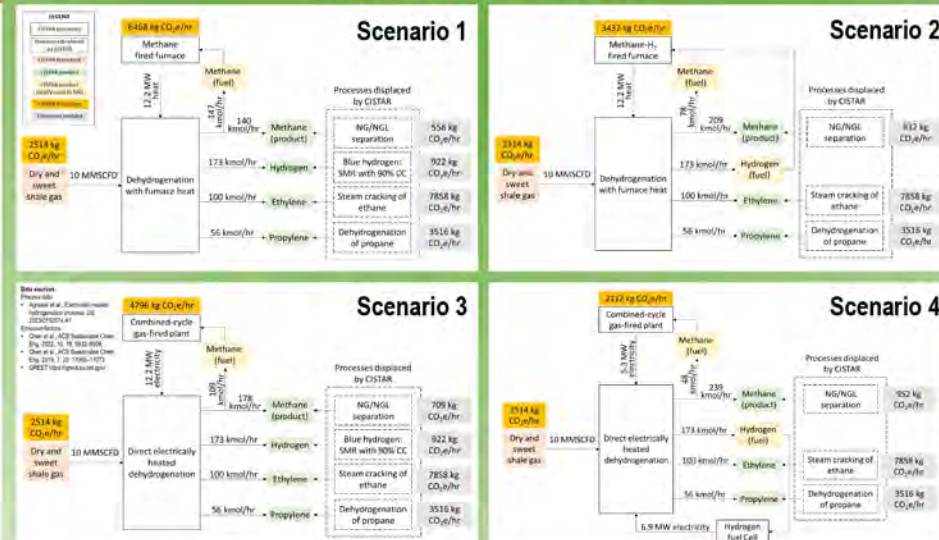 LEGEND
Scenario 1
6468 kg CO₂e/hr
Methane
fired furnace
12.2 MW
heat
Methane
(fuel)
147
kmol/hr
140
kmol/hr
Methane
(product)
Processes displaced
by CISTAR
NG/NGL
separation
558 kg
CO₂e/hr
2514 kg
CO₂e/hr
Dry and
sweet
shale gas
10 MMSCFD
Dehydrogenation
with furnace heat
173 kmol/hr
Hydrogen
Blue hydrogen:
SMR with 90% CC
922 kg
CO₂e/hr
100 kmol/hr
Ethylene
Steam cracking of
ethane
7858 kg
CO₂e/hr
56 kmol/hr
Propylene
Dehydrogenation
of propane
3516 kg
CO₂e/hr
Scenario 2
3432 kg CO₂e/hr
Methane-H₂
fired furnace
12.2 MW
heat
Methane
(fuel)
78
kmol/hr
209
kmol/hr
Methane
(product)
Processes displaced
by CISTAR
NG/NGL
separation
832 kg
CO₂e/hr
2514 kg
CO₂e/hr
Dry and
sweet
shale gas
10 MMSCFD
Dehydrogenation
with furnace heat
173 kmol/hr
Hydrogen
(fuel)
100 kmol/hr
Ethylene
Steam cracking of
ethane
7858 kg
CO₂e/hr
56 kmol/hr
Propylene
Dehydrogenation
of propane
3516 kg
CO₂e/hr
Data sources
Scenario 3
4796 kg CO₂e/hr
Combined-cycle
gas-fired plant
12.2 MW
electricity
Methane
(fuel)
109
kmol/hr
178
kmol/hr
Methane
(product)
Processes displaced
by CISTAR
NG/NGL
separation
709 kg
CO₂e/hr
2514 kg
CO₂e/hr
Dry and
sweet
shale gas
10 MMSCFD
Direct electrically
heated
dehydrogenation
173 kmol/hr
Hydrogen
Blue hydrogen:
SMR with 90% CC
922 kg
CO₂e/hr
100 kmol/hr
Ethylene
Steam cracking of
ethane
7858 kg
CO₂e/hr
56 kmol/hr
Propylene
Dehydrogenation
of propane
3516 kg
CO₂e/hr
Scenario 4
2112 kg CO₂e/hr
Combined-cycle
gas-fired plant
5.3 MW
electricity
Methane
(fuel)
48
kmol/hr
239
kmol/hr
Methane
(product)
Processes displaced
by CISTAR
NG/NGL
separation
952 kg
CO₂e/hr
2514 kg
CO₂e/hr
Dry and
sweet
shale gas
10 MMSCFD
Direct electrically
heated
dehydrogenation
173 kmol/hr
Hydrogen
(fuel)
100 kmol/hr
Ethylene
Steam cracking of
ethane
7858 kg
CO₂e/hr
56 kmol/hr
Propylene
Dehydrogenation
of propane
3516 kg
CO₂e/hr
6.9 MW electricity
Hydrogen
fuel Cell